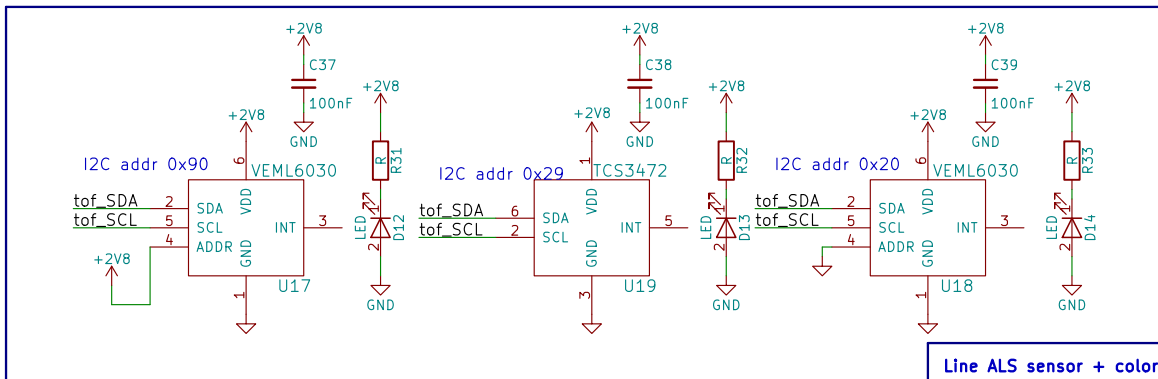 +2V8
C37
100nF
GND
+2V8
I2C addr 0x90
VEML6030
tof_SDA
tof_SCL
2
5
4
SDA
SCL
ADDR
VDD
GND
INT
6
3
1
U17
+2V8
+2V8
R
R31
LED
1
2
D12
GND
+2V8
C38
100nF
GND
+2V8
I2C addr 0x29
TCS3472
tof_SDA
tof_SCL
6
2
SDA
SCL
VDD
GND
INT
1
5
3
U19
+2V8
R
R32
LED
1
2
D13
GND
+2V8
C39
100nF
GND
+2V8
I2C addr 0x20
VEML6030
tof_SDA
tof_SCL
2
5
4
SDA
SCL
ADDR
VDD
GND
INT
6
3
1
U18
+2V8
R
R33
LED
1
2
D14
GND
Line ALS sensor + color